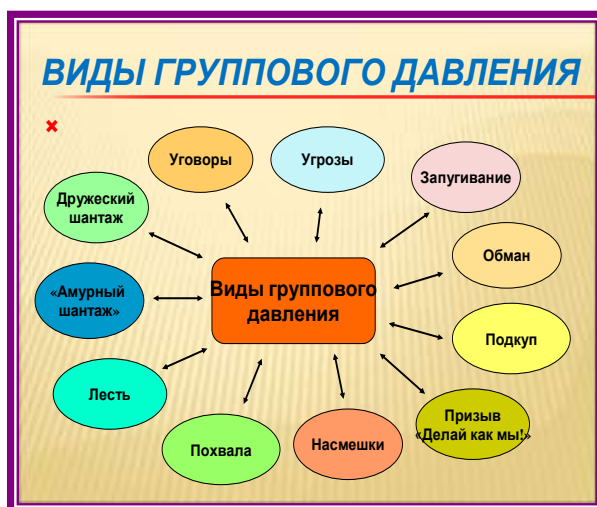 ВИДЫ ГРУППОВОГО ДАВЛЕНИЯ
Уговоры
Угрозы
Запугивание
Дружеский
шантаж
Обман
«Амурный
шантаж»
Виды группового
давления
Подкуп
Лесть
Призыв
«Делай как мы!»
Похвала
Насмешки